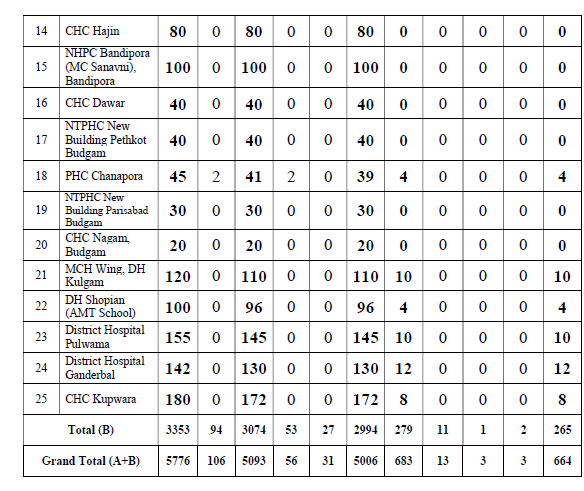 14 CHC Hajin 80 0 80 0 0 80 0 0 0 0 0
15 NHPC Bandipora (MC Sanavni), Bandipora 100 0 100 0 0 100 0 0 0 0 0
16 CHC Dawar 40 0 40 0 0 40 0 0 0 0 0
17 NTPHC New Building Pethkot Budgam 40 0 40 0 0 40 0 0 0 0 0
18 PHC Chanapora 45 2 41 2 0 39 4 0 0 0 4
19 NTPHC New Building Parisabad Budgam 30 0 30 0 0 30 0 0 0 0 0
20 CHC Nagam, Budgam 20 0 20 0 0 20 0 0 0 0 0
21 MCH Wing, DH Kulgam 120 0 110 0 0 110 10 0 0 0 10
22 DH Shopian (AMT School) 100 0 96 0 0 96 4 0 0 0 4
23 District Hospital Pulwama 155 0 145 0 0 145 10 0 0 0 10
24 District Hospital Ganderbal 142 0 130 0 0 130 12 0 0 0 12
25 CHC Kupwara 180 0 172 0 0 172 8 0 0 0 8
Total (B) 3353 94 3074 53 27 2994 279 11 1 2 265
Grand Total (A+B) 5776 106 5093 56 31 5006 683 13 3 3 664